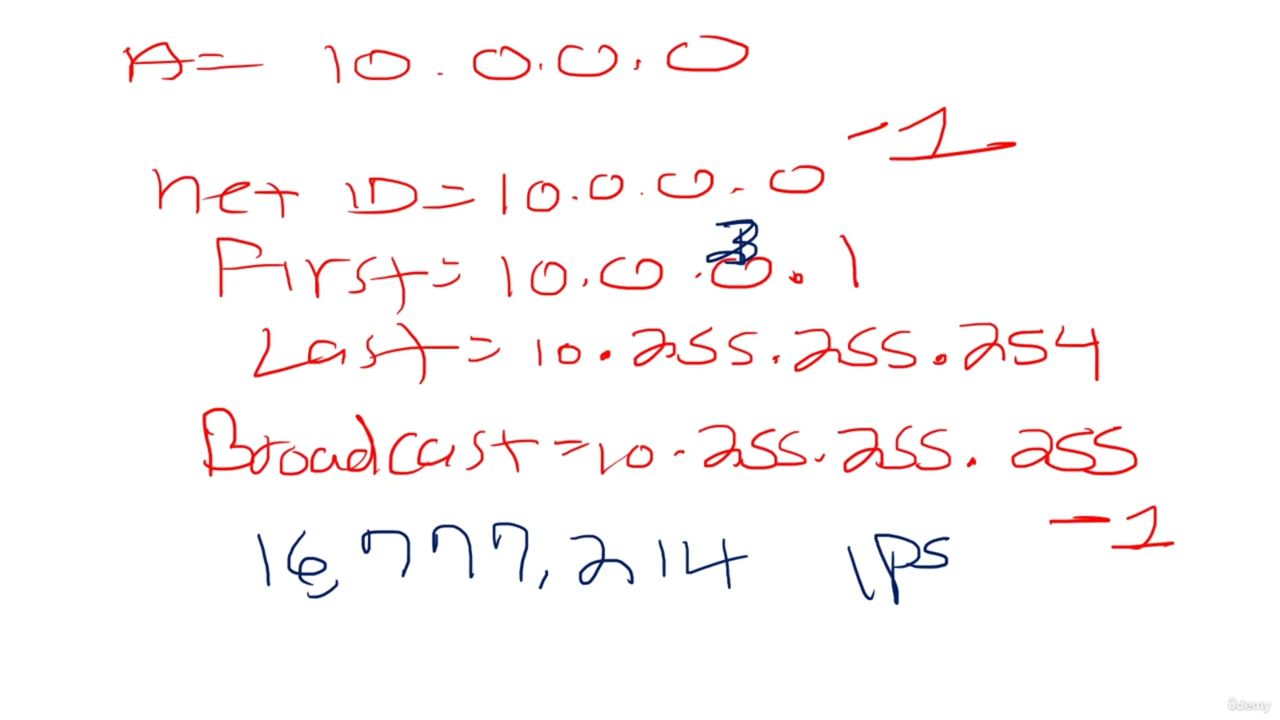 A= 10.0.0.0
-1
net ID= 10.0.0.0
First= 10.0.0.1
Last= 10.255.255.254
Broadcast= 10.255.255.255
-1
16,777,214 IPs
ûdemy